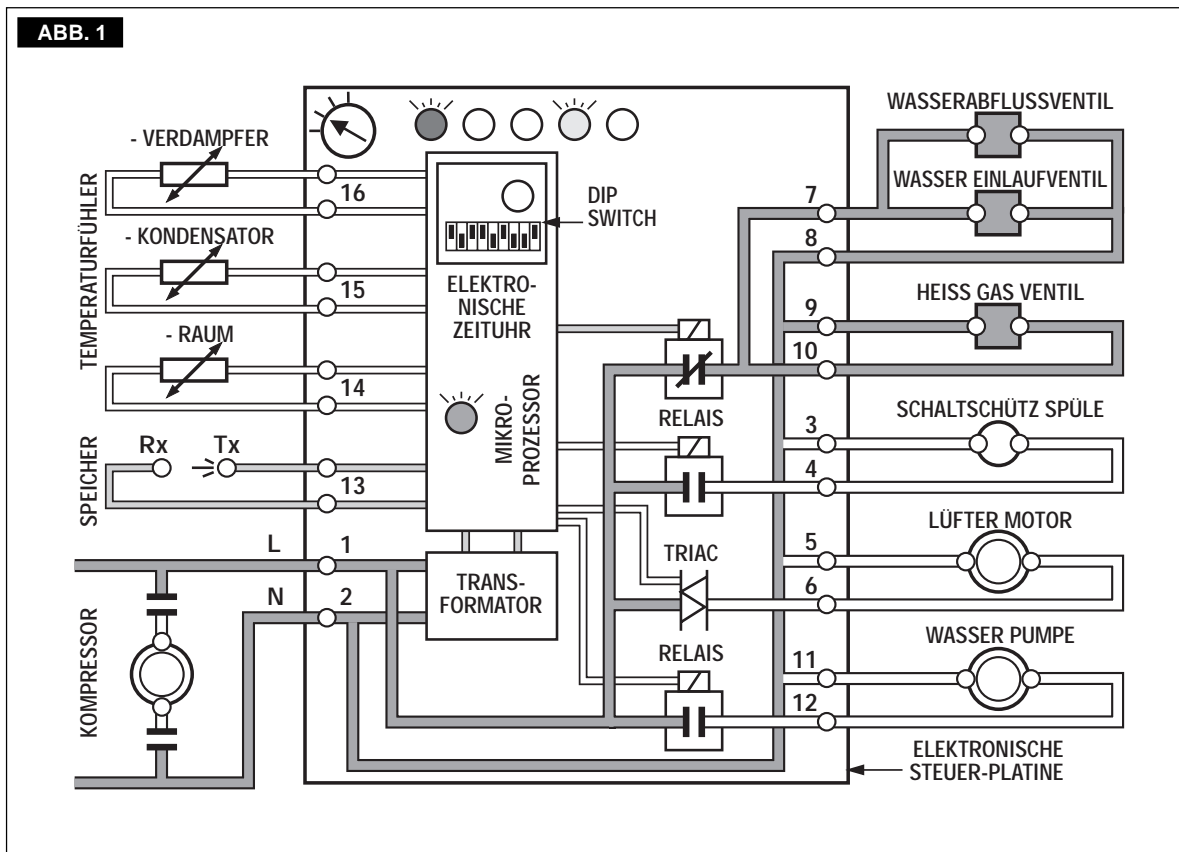 ABB. 1
- VERDAMPFER
16
- KONDENSATOR
15
- RAUM
14
TEMPERATURFÜHLER
Rx
Tx
13
SPEICHER
L
1
N
2
KOMPRESSOR
DIP
SWITCH
ELEKTRO-
NISCHE
ZEITUHR
MIKRO-
PROZESSOR
TRANS-
FORMATOR
RELAIS
TRIAC
RELAIS
WASSERABFLUSSVENTIL
WASSER EINLAUFVENTIL
7
8
HEISS GAS VENTIL
9
10
SCHALTSCHÜTZ SPÜLE
3
4
LÜFTER MOTOR
5
6
WASSER PUMPE
11
12
ELEKTRONISCHE
STEUER-PLATINE